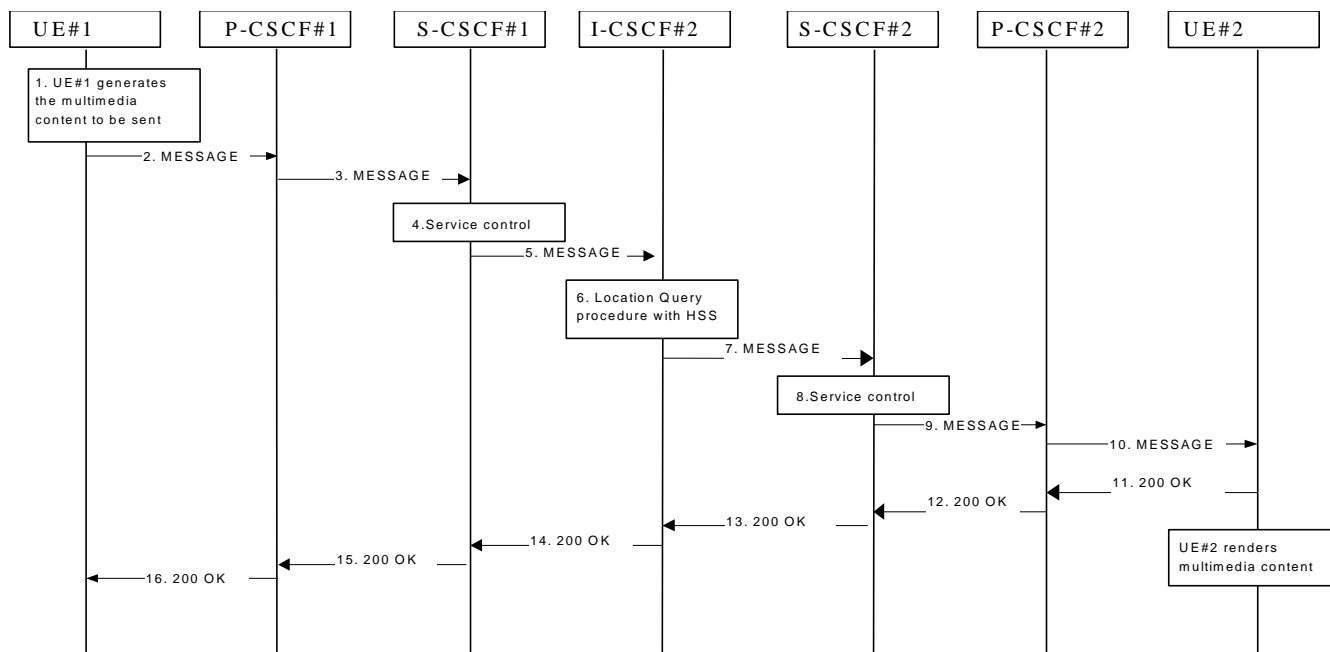 UE#1 P-CSCF#1 S-CSCF#1 I-CSCF#2 S-CSCF#2 P-CSCF#2 UE#2
1. UE#1 generates
the multimedia
content to be sent
2. MESSAGE
3. MESSAGE
4.Service control
5. MESSAGE
6. Location Query
procedure with HSS
7. MESSAGE
8.Service control
9. MESSAGE
10. MESSAGE
11. 200 OK
12. 200 OK
13. 200 OK
14. 200 OK
15. 200 OK
16. 200 OK
UE#2 renders
multimedia content